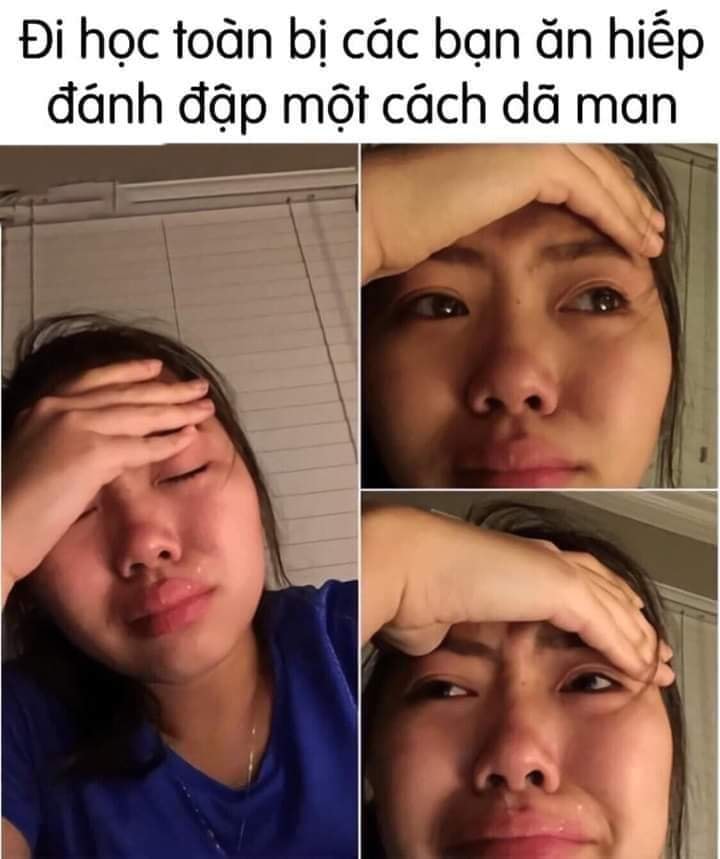 Đi học toàn bị các bạn ăn hiếp
đánh đập một cách dã man